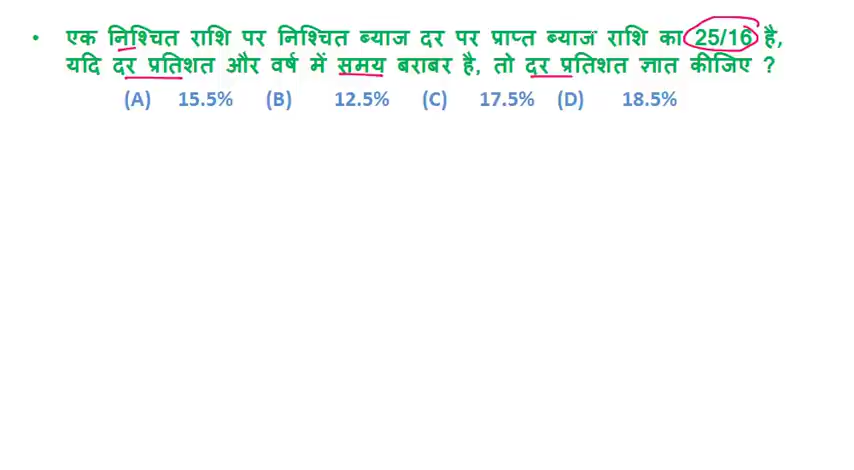 • एक निश्चित राशि पर निश्चित ब्याज दर पर प्राप्त ब्याज राशि का 25/16 है,
यदि दर प्रतिशत और वर्ष में समय बराबर है, तो दर प्रतिशत ज्ञात कीजिए ?
(A) 15.5% (B) 12.5% (C) 17.5% (D) 18.5%